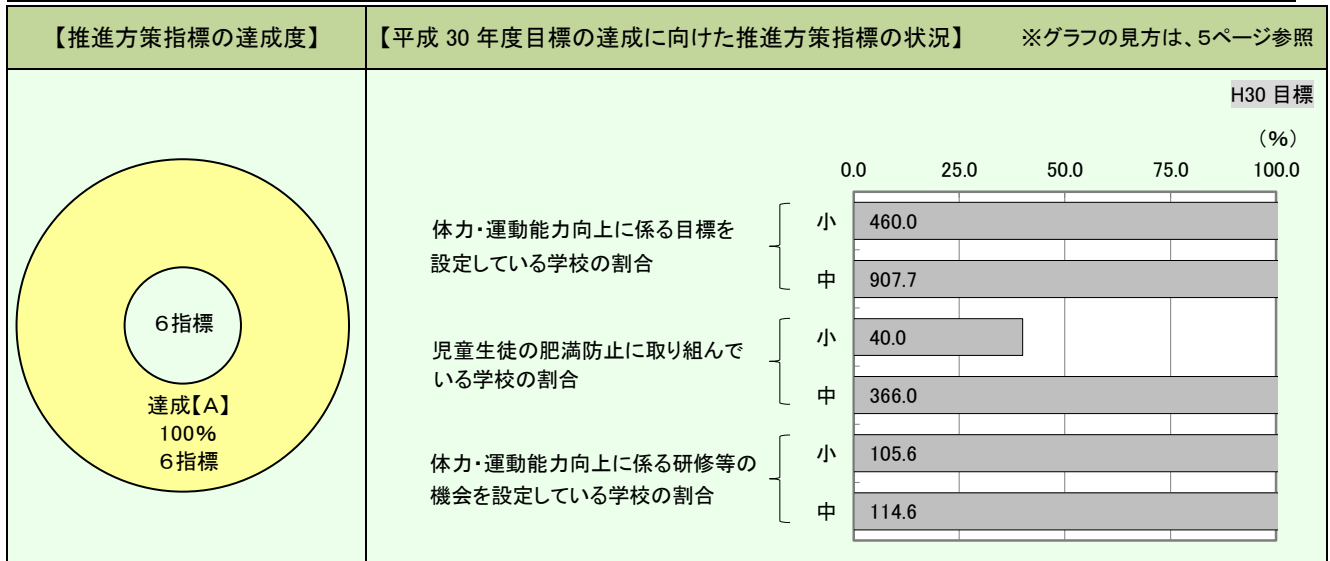 【推進方策指標の達成度】
【平成 30 年度目標の達成に向けた推進方策指標の状況】 ※グラフの見方は、5ページ参照
6指標
達成【A】
100%
6指標
H30 目標
（%）
0.0 25.0 50.0 75.0 100.0
体力・運動能力向上に係る目標を
設定している学校の割合
小 460.0
中 907.7
児童生徒の肥満防止に取り組んで
いる学校の割合
小 40.0
中 366.0
体力・運動能力向上に係る研修等の
機会を設定している学校の割合
小 105.6
中 114.6